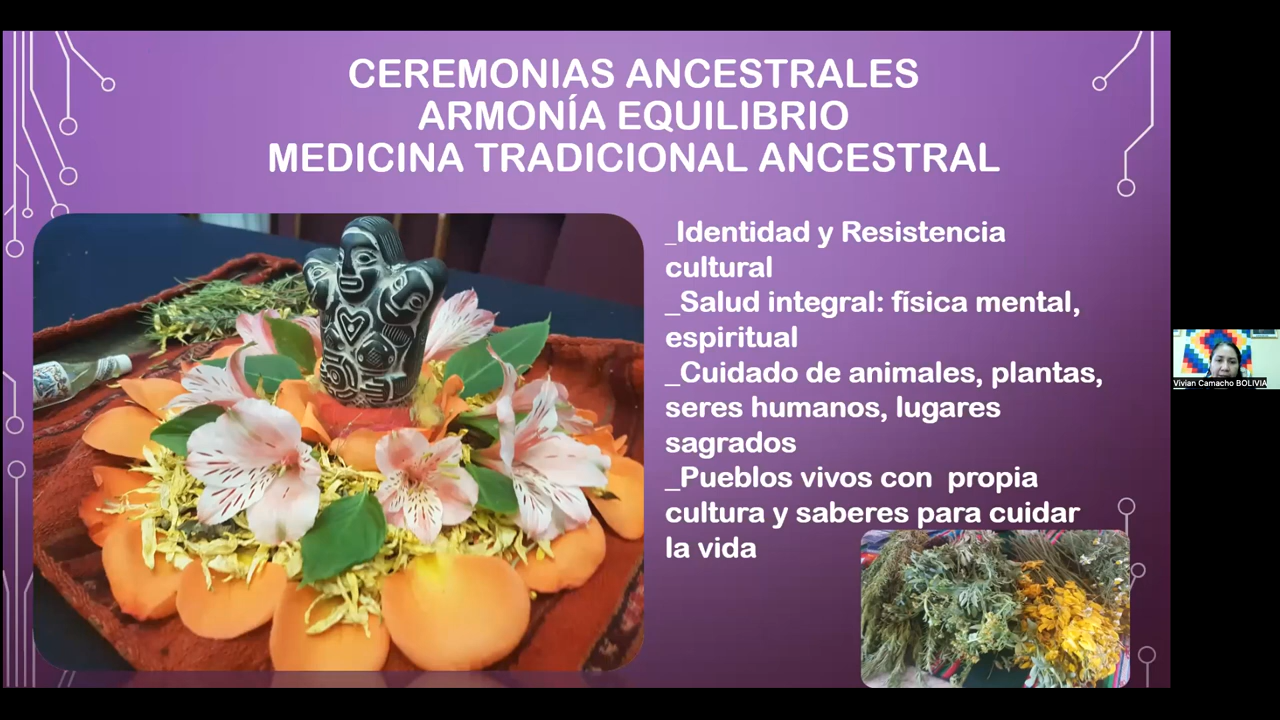 CEREMONIAS ANCESTRALES
ARMONÍA EQUILIBRIO
MEDICINA TRADICIONAL ANCESTRAL
_Identidad y Resistencia
cultural
_Salud integral: física mental,
espiritual
_Cuidado de animales, plantas,
seres humanos, lugares
sagrados
_Pueblos vivos con  propia
cultura y saberes para cuidar
la vida
Vivian Camacho BOLIVIA